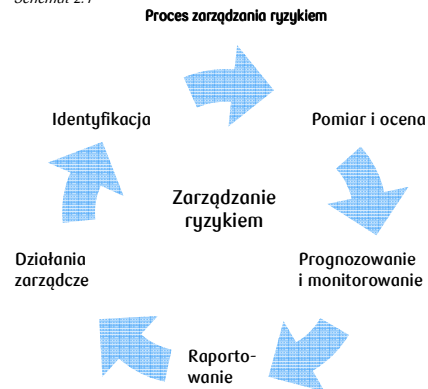 Schemat 2.1
Proces zarządzania ryzykiem
Identyfikacja
Pomiar i ocena
Zarządzanie
ryzykiem
Działania
zarządcze
Prognozowanie
i monitorowanie
Raporto-
wanie